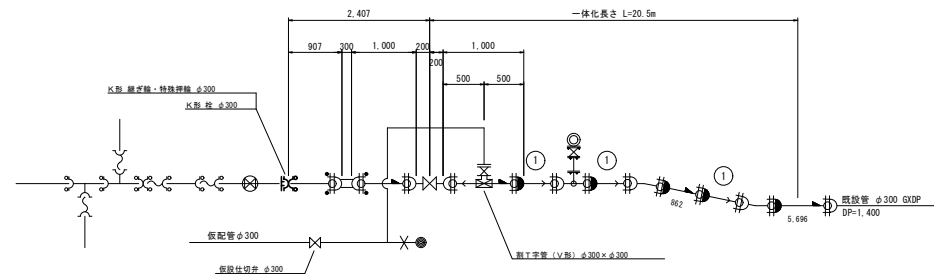 2,407
一体化長さ L=20.5m
907
300
1,000
200
1,000
200
500
500
K形 継ぎ輪・特殊押輪 φ300
K形 栓 φ300
1
1
1
862
5,696
既設管 φ300 GXDP
DP=1,400
仮配管φ300
仮設仕切弁 φ300
割T字管（V形）φ300×φ300